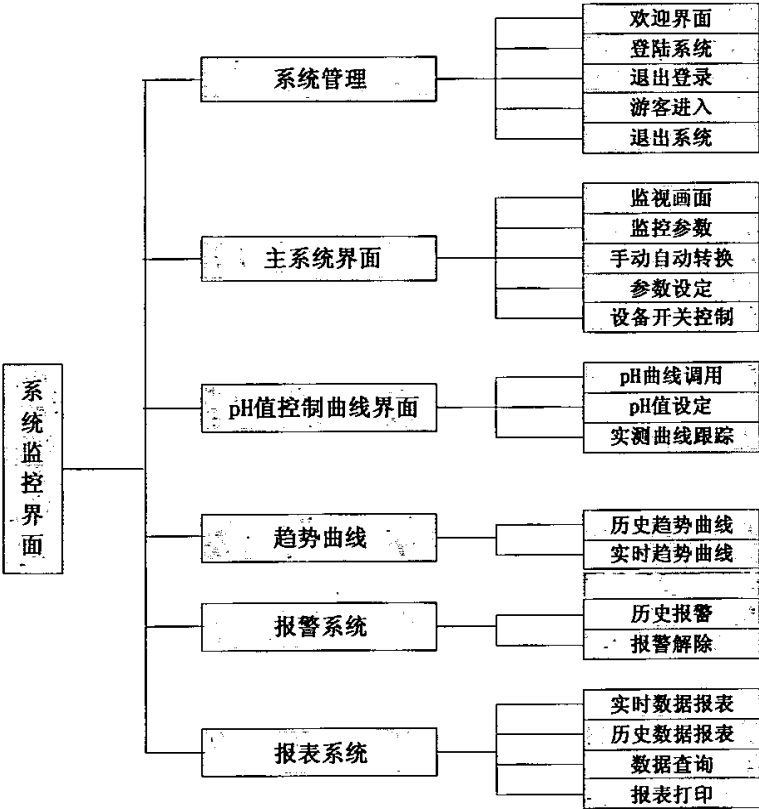 系统监控界面
系统管理
欢迎界面
登陆系统
退出登录
游客进入
退出系统
主系统界面
监视画面
监控参数
手动自动转换
参数设定
设备开关控制
pH值控制曲线界面
pH曲线调用
pH值设定
实测曲线跟踪
趋势曲线
历史趋势曲线
实时趋势曲线
报警系统
历史报警
报警解除
报表系统
实时数据报表
历史数据报表
数据查询
报表打印